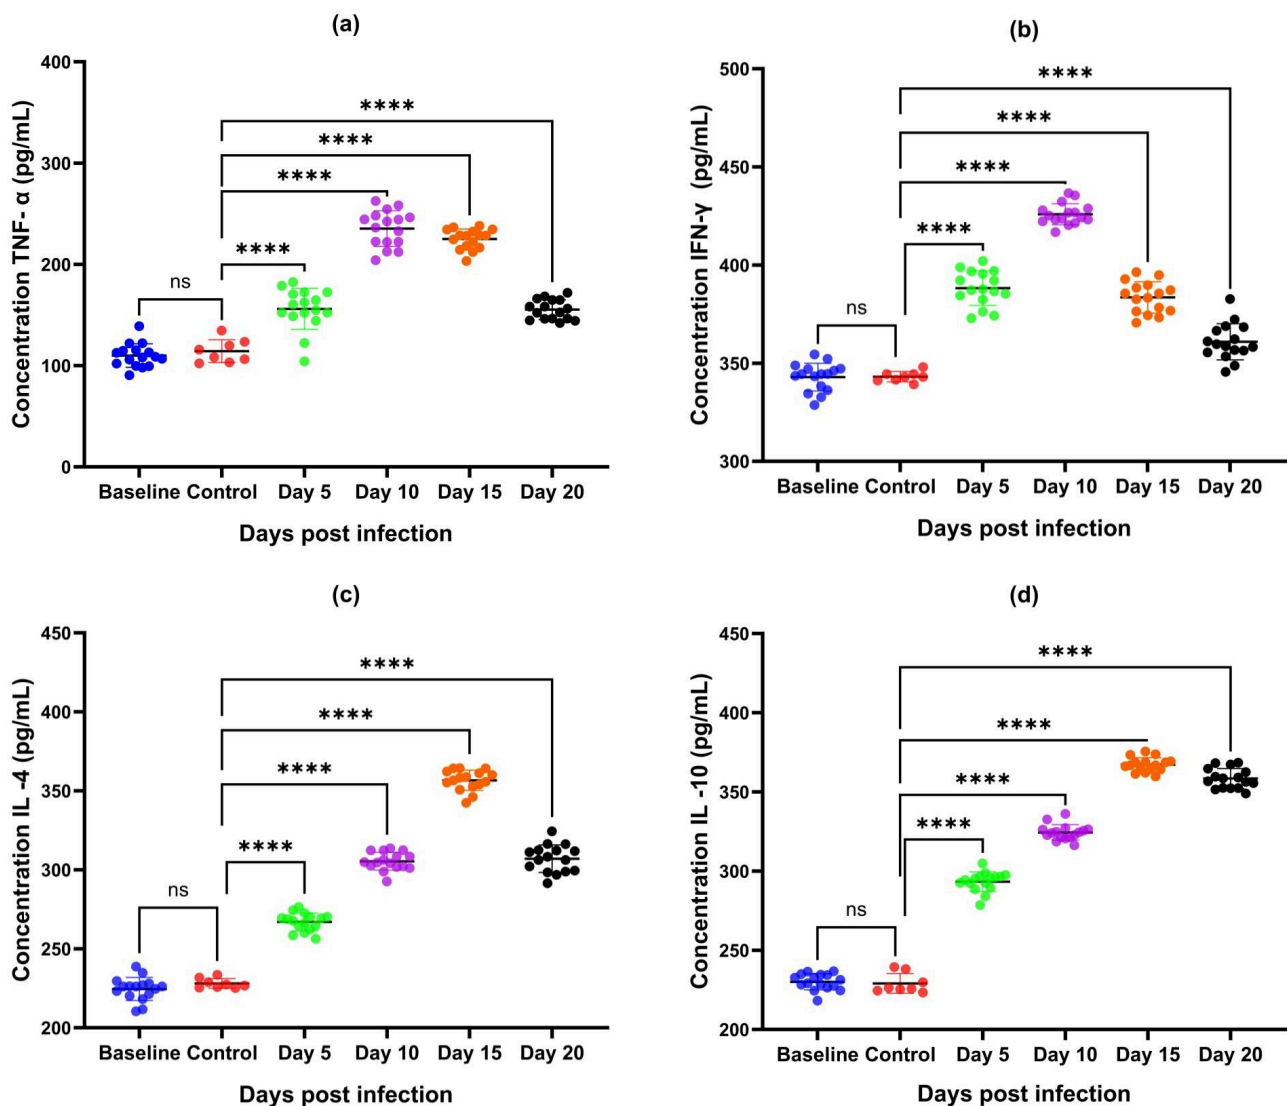 (a)
Concentration TNF- α (pg/mL)
400
300
200
100
0
ns
****
****
****
****
Baseline Control Day 5 Day 10 Day 15 Day 20
Days post infection
(b)
Concentration IFN-γ (pg/mL)
500
450
400
350
300
ns
****
****
****
****
Baseline Control Day 5 Day 10 Day 15 Day 20
Days post infection
(c)
Concentration IL -4 (pg/mL)
450
400
350
300
250
200
ns
****
****
****
****
Baseline Control Day 5 Day 10 Day 15 Day 20
Days post infection
(d)
Concentration IL -10 (pg/mL)
450
400
350
300
250
200
ns
****
****
****
****
Baseline Control Day 5 Day 10 Day 15 Day 20
Days post infection